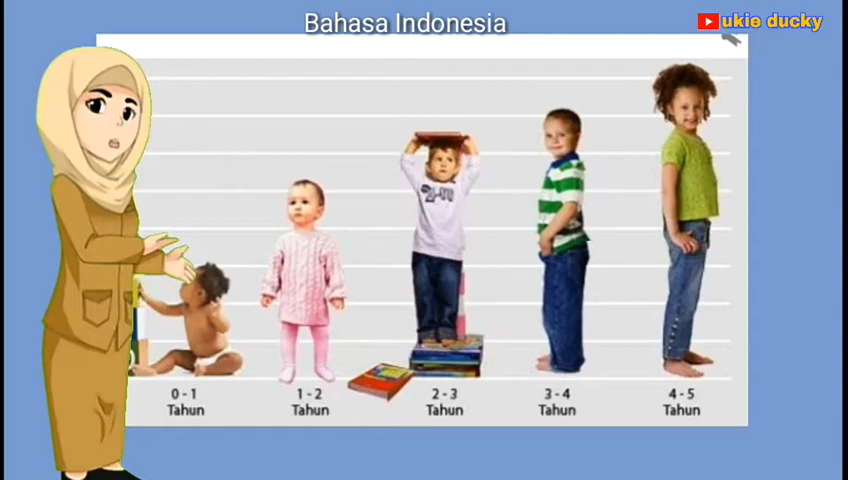 Bahasa Indonesia
ukie ducky
0 - 1
Tahun
1 - 2
Tahun
2 - 3
Tahun
3 - 4
Tahun
4 - 5
Tahun